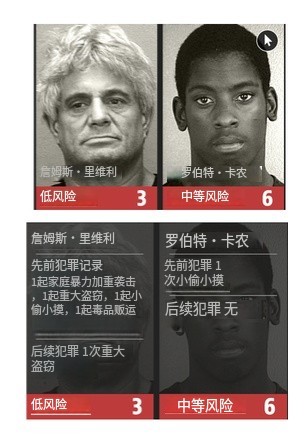 詹姆斯·里维利
罗伯特·卡农
低风险 3
中等风险 6
詹姆斯·里维利
先前犯罪记录
1起家庭暴力加重袭击
，1起重大盗窃，1起小
偷小摸，1起毒品贩运
后续犯罪 1次重大
盗窃
低风险 3
罗伯特·卡农
先前犯罪 1
次小偷小摸
后续犯罪 无
中等风险 6